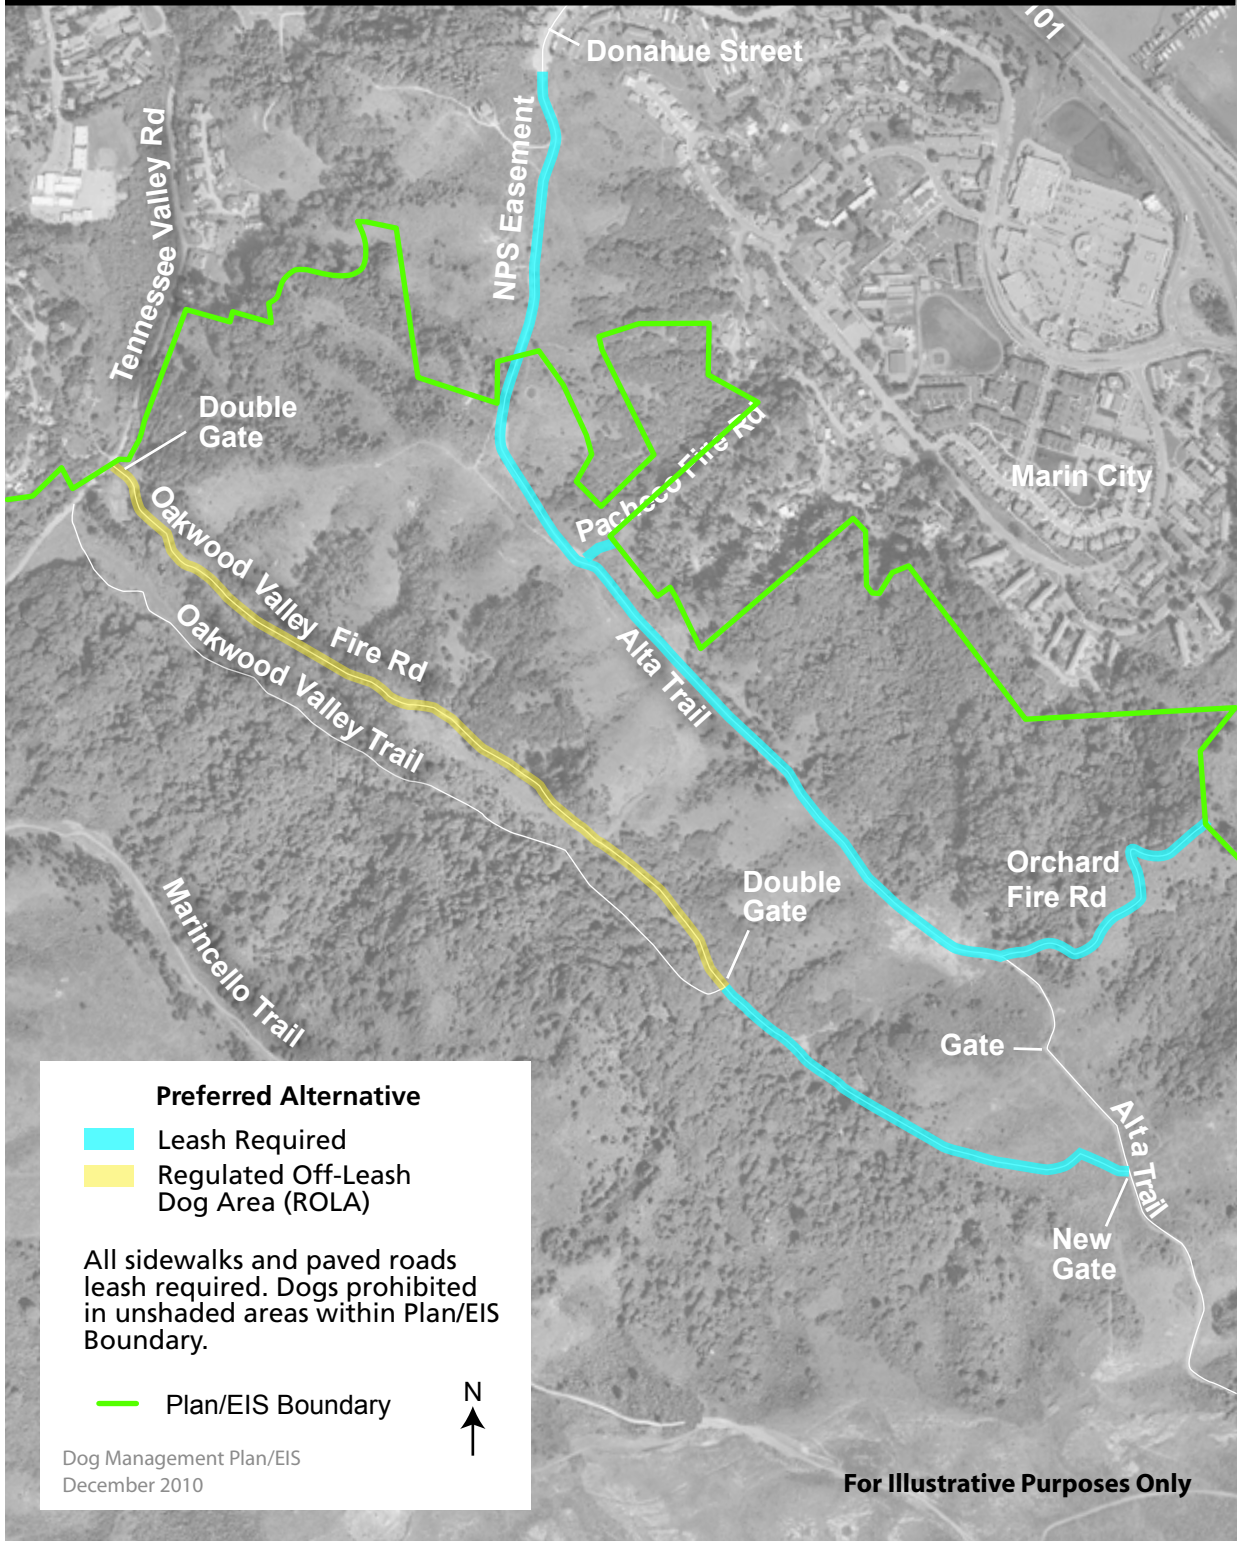 101
Donahue Street
Tennessee Valley Rd
NPS Easement
Double
Gate
Pacheco Fire Rd
Marin City
Oakwood Valley Fire Rd
Oakwood Valley Trail
Alta Trail
Orchard
Fire Rd
Double
Gate
Marincello Trail
Gate
Alta Trail
New
Gate
Preferred Alternative
Leash Required
Regulated Off-Leash
Dog Area (ROLA)
All sidewalks and paved roads
leash required. Dogs prohibited
in unshaded areas within Plan/EIS
Boundary.
Plan/EIS Boundary
N
Dog Management Plan/EIS
December 2010
For Illustrative Purposes Only